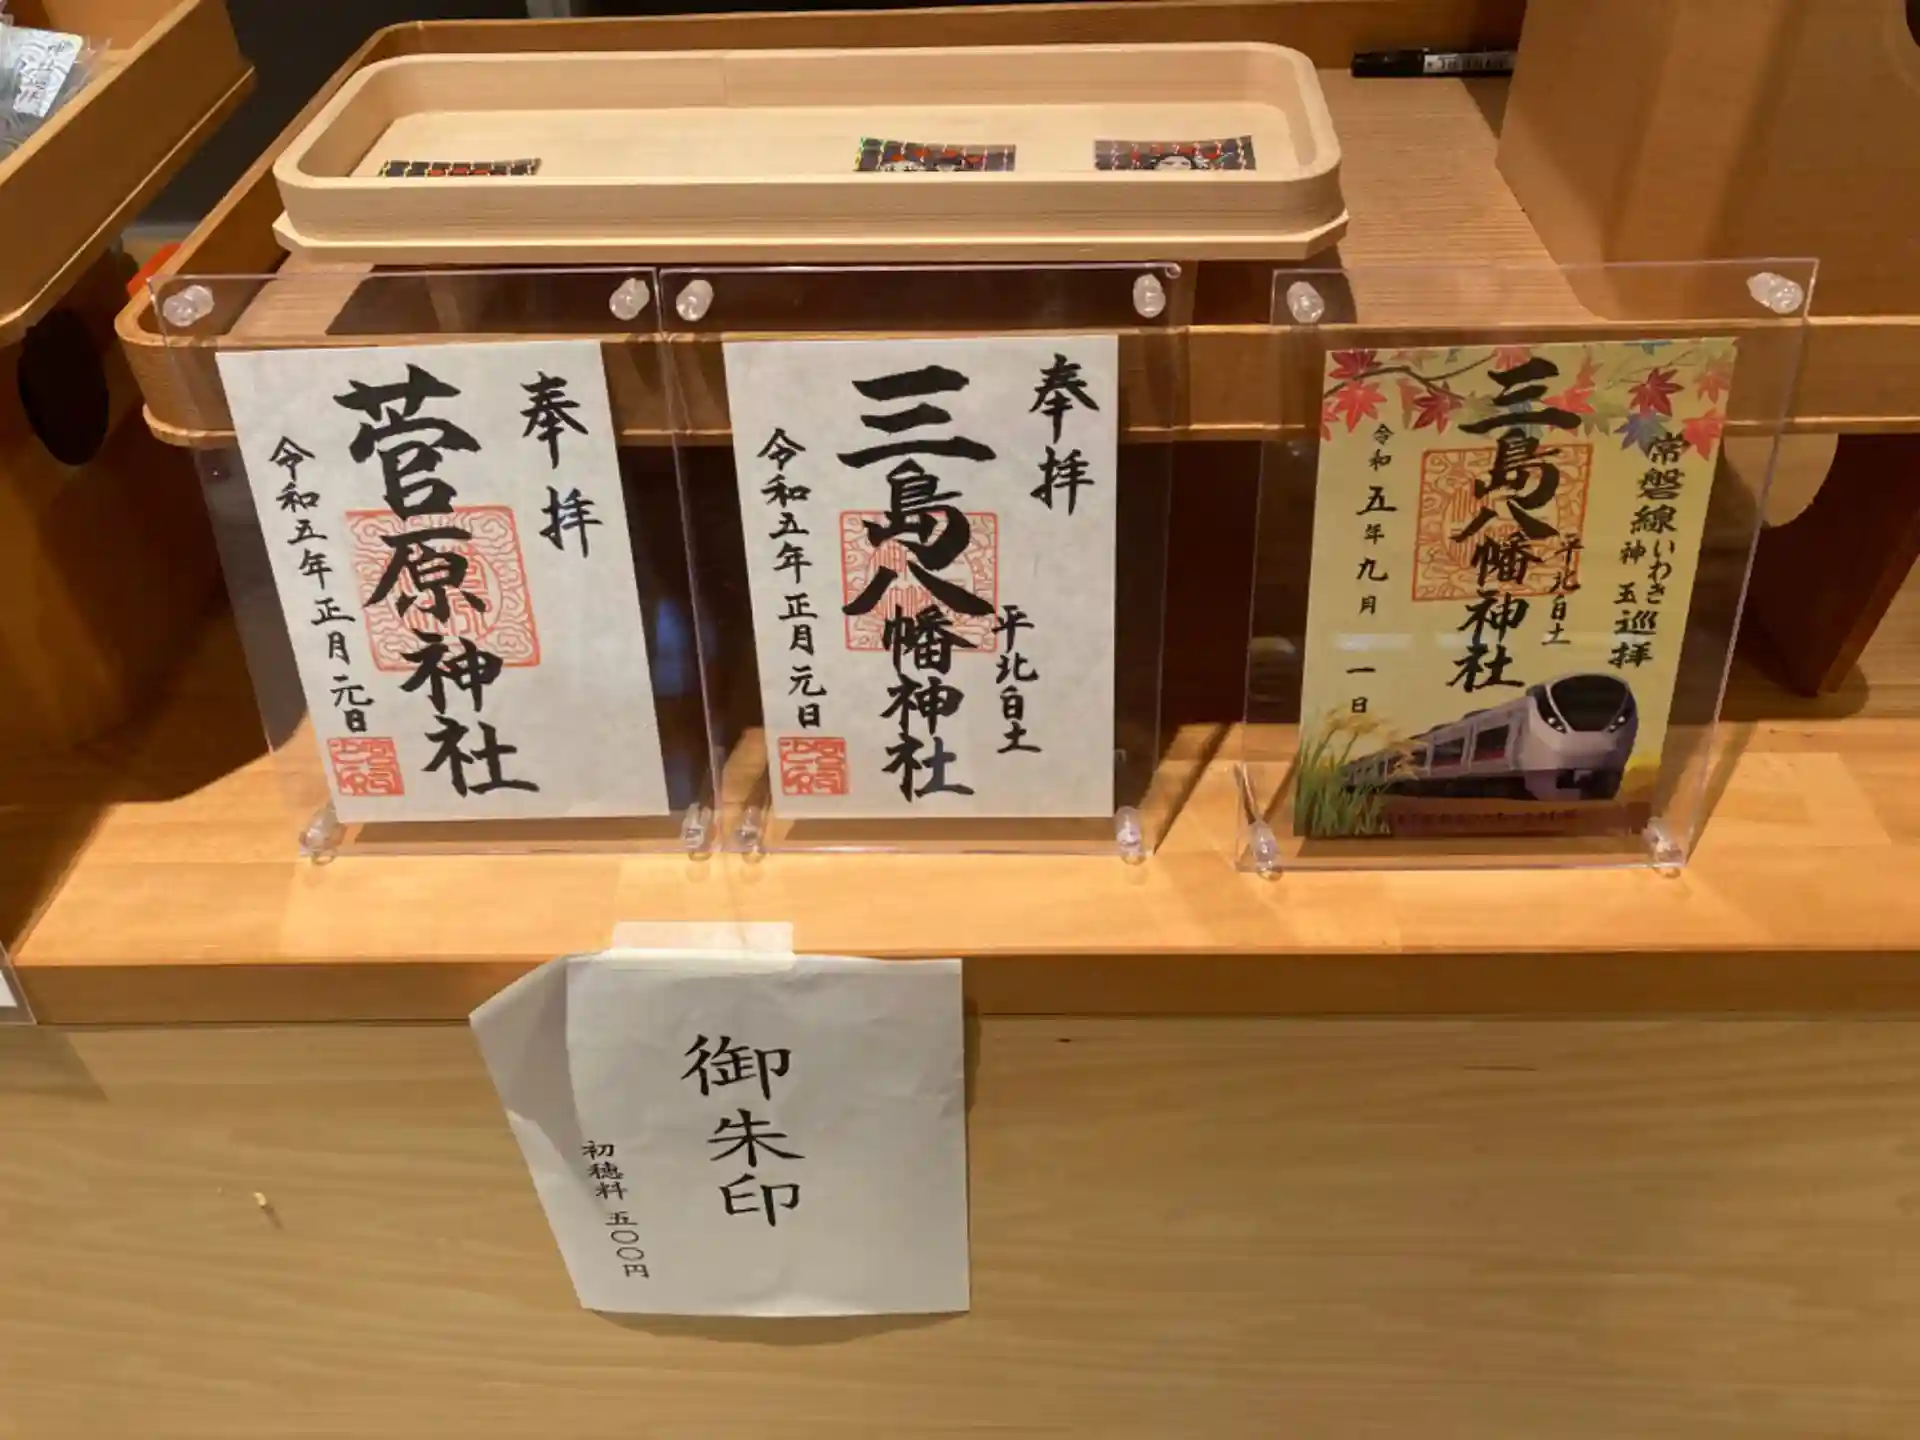 奉拝
菅原神社
令和五年正月元日
奉拝
三島八幡神社
平北白土
令和五年正月元日
常磐線いわき神玉巡拝
三島八幡神社
平北白土
令和五年九月一日
御朱印
初穂料 五〇〇円